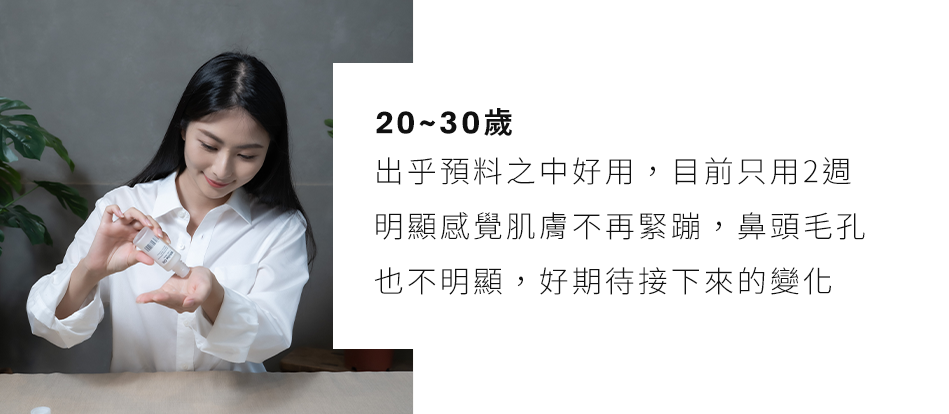 20~30歲
出乎預料之中好用，目前只用2週
明顯感覺肌膚不再緊蹦，鼻頭毛孔
也不明顯，好期待接下來的變化